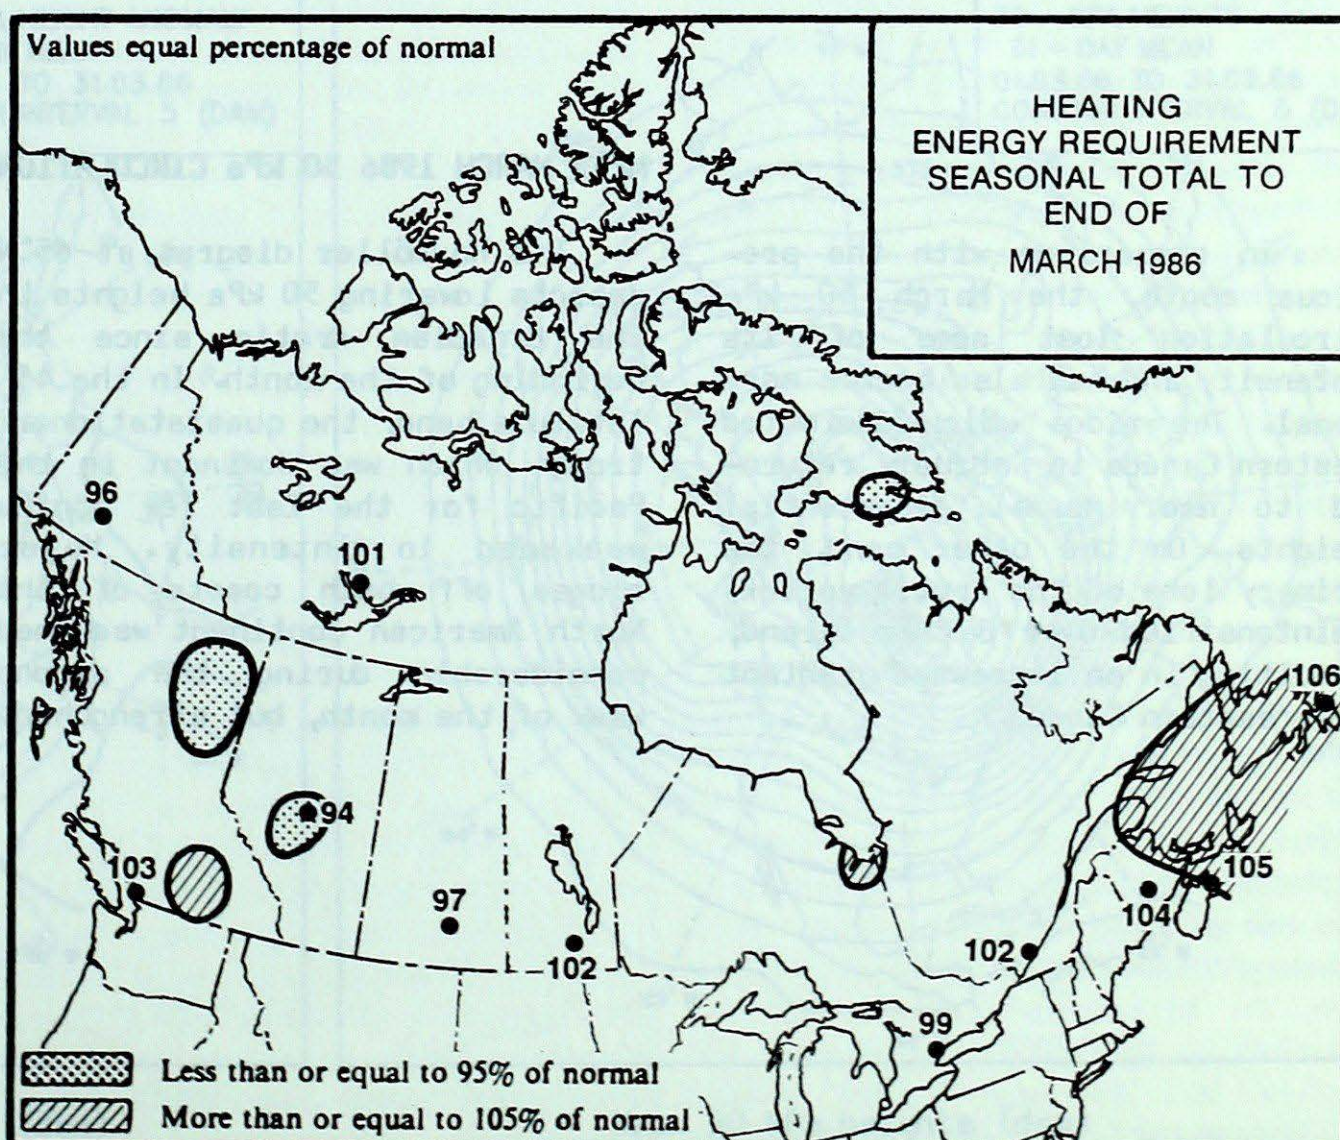 Values equal percentage of normal
HEATING
ENERGY REQUIREMENT
SEASONAL TOTAL TO
END OF
MARCH 1986
96
101
106
94
103
105
97
104
102
102
99
Less than or equal to 95% of normal
More than or equal to 105% of normal